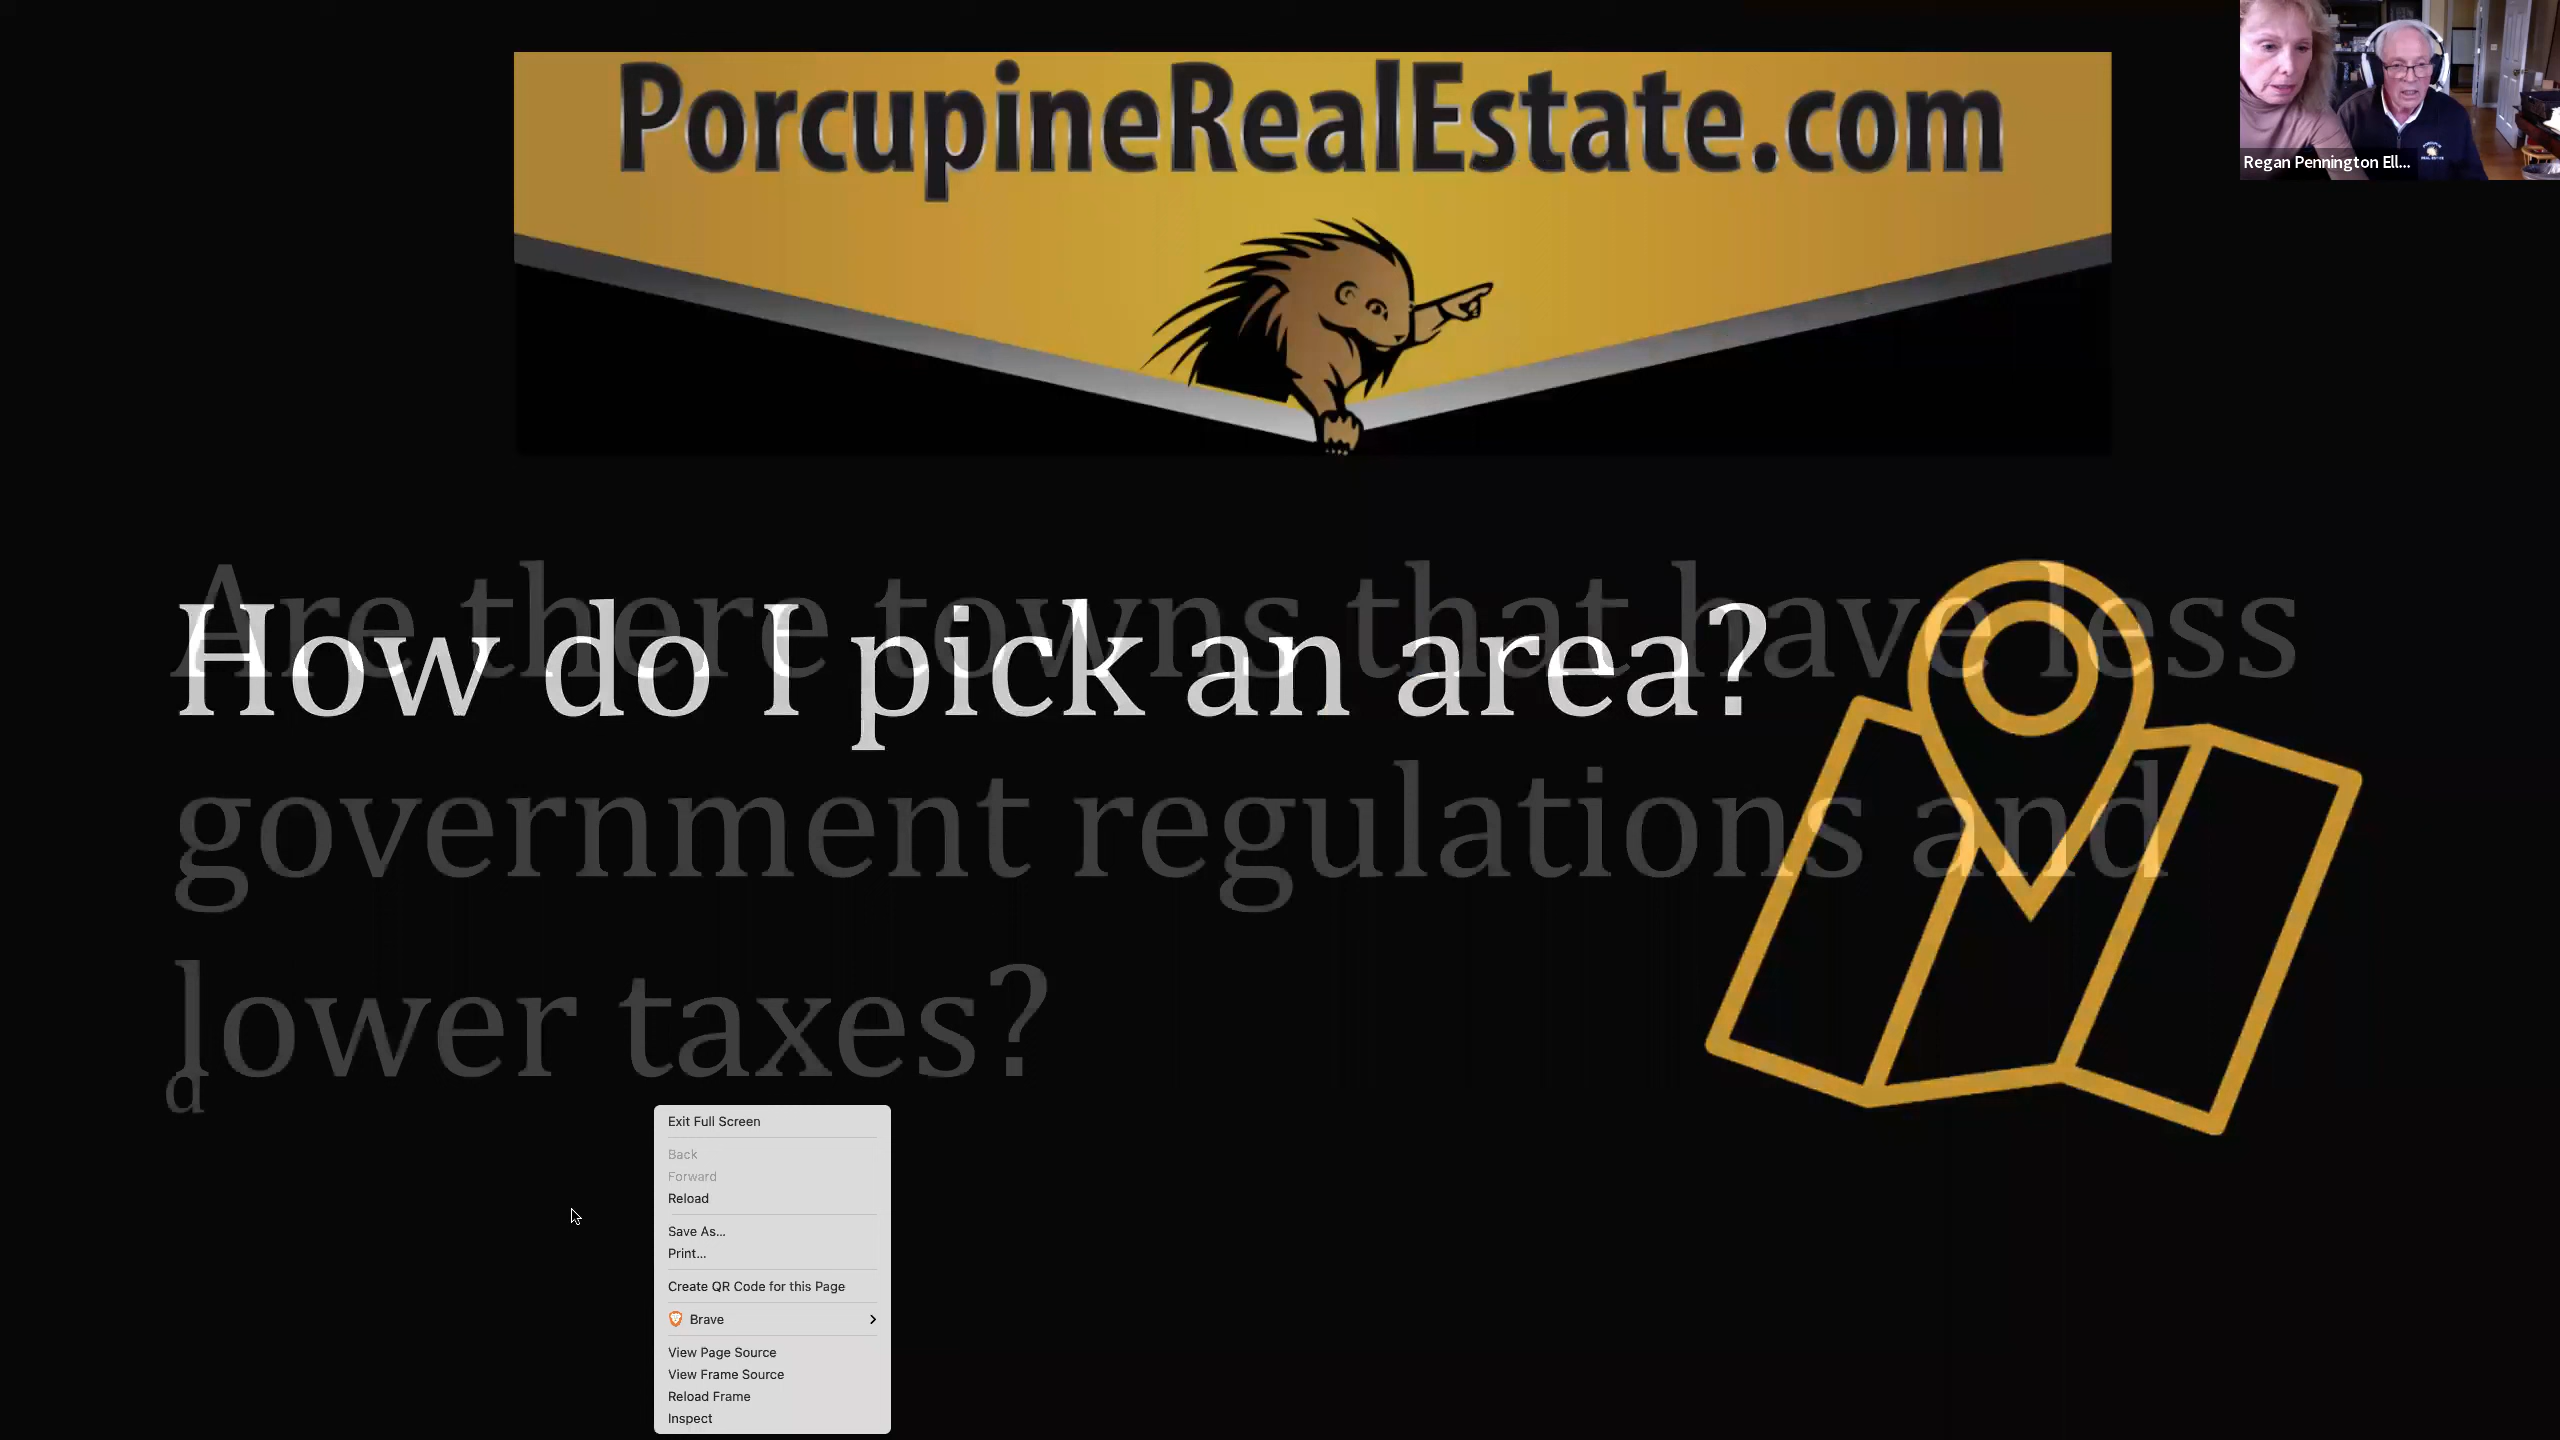 PorcupineRealEstate.com
Regan Pennington Ell...
Are there towns that have less
How do I pick an area?
government regulations and
lower taxes?
d
Exit Full Screen
Back
Forward
Reload
Save As...
Print...
Create QR Code for this Page
Brave
View Page Source
View Frame Source
Reload Frame
Inspect